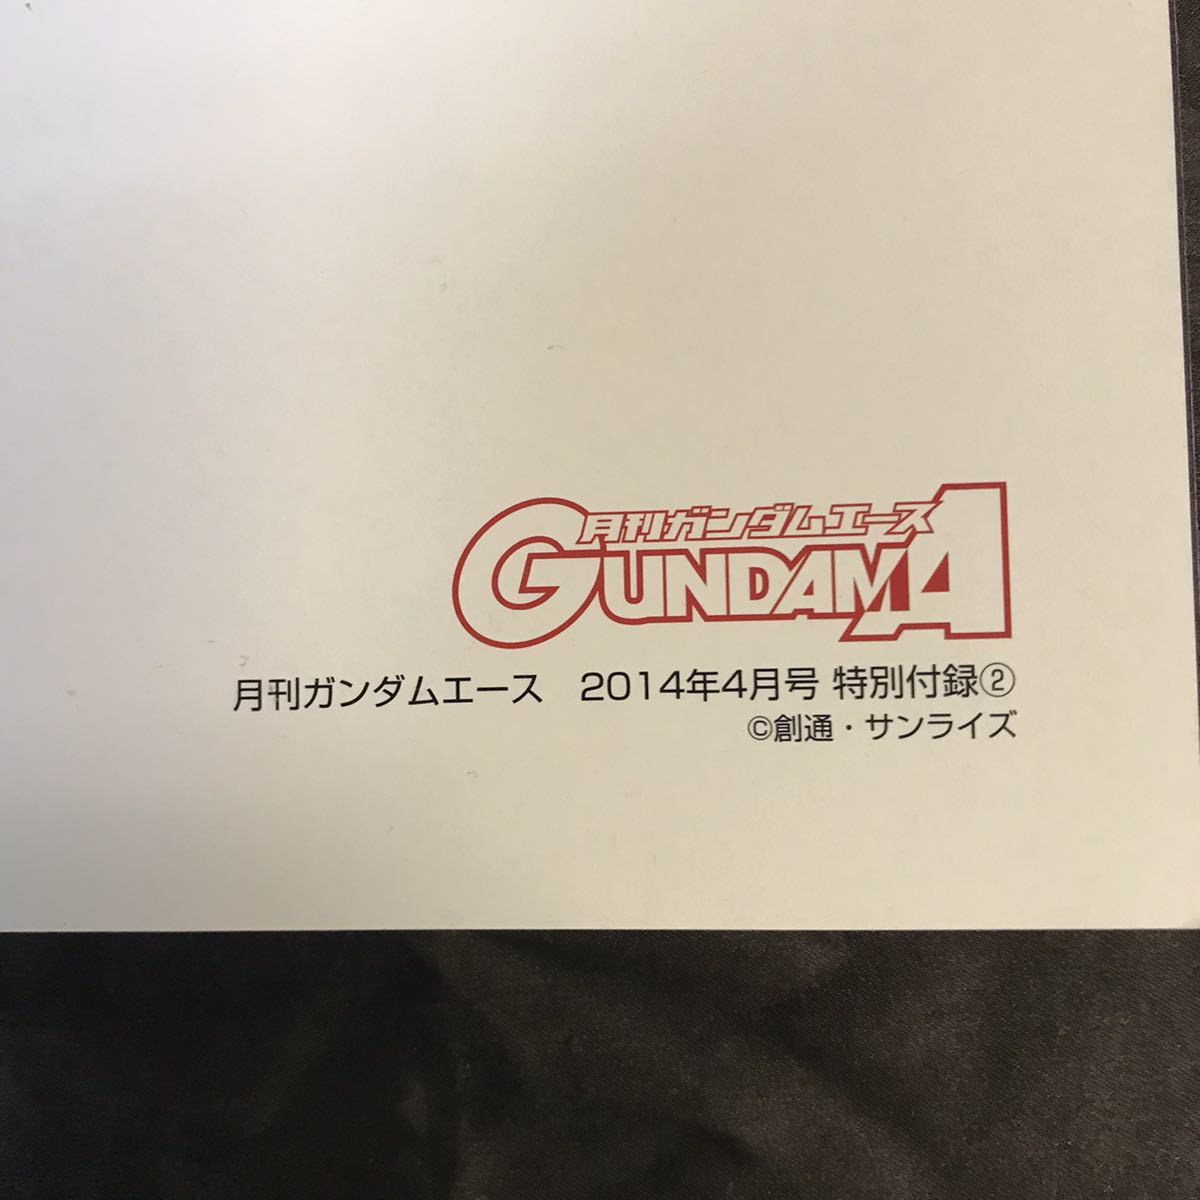 月刊ガンダムエース
GUNDAM A
月刊ガンダムエース　2014年4月号 特別付録②
©創通・サンライズ